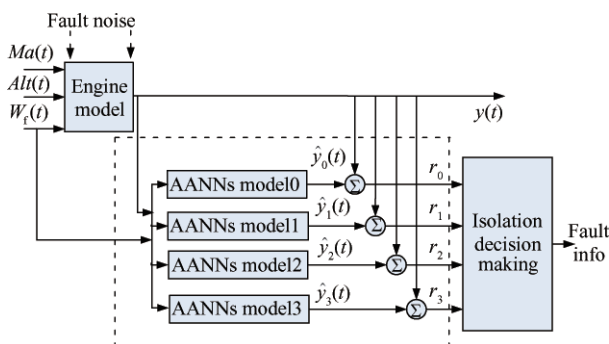 Fault noise
Ma(t)
Alt(t)
W_f(t)
Engine
model
y(t)
AANNs model0
ŷ₀(t)
Σ
r₀
AANNs model1
ŷ₁(t)
Σ
r₁
AANNs model2
ŷ₂(t)
Σ
r₂
AANNs model3
ŷ₃(t)
Σ
r₃
Isolation
decision
making
Fault
info